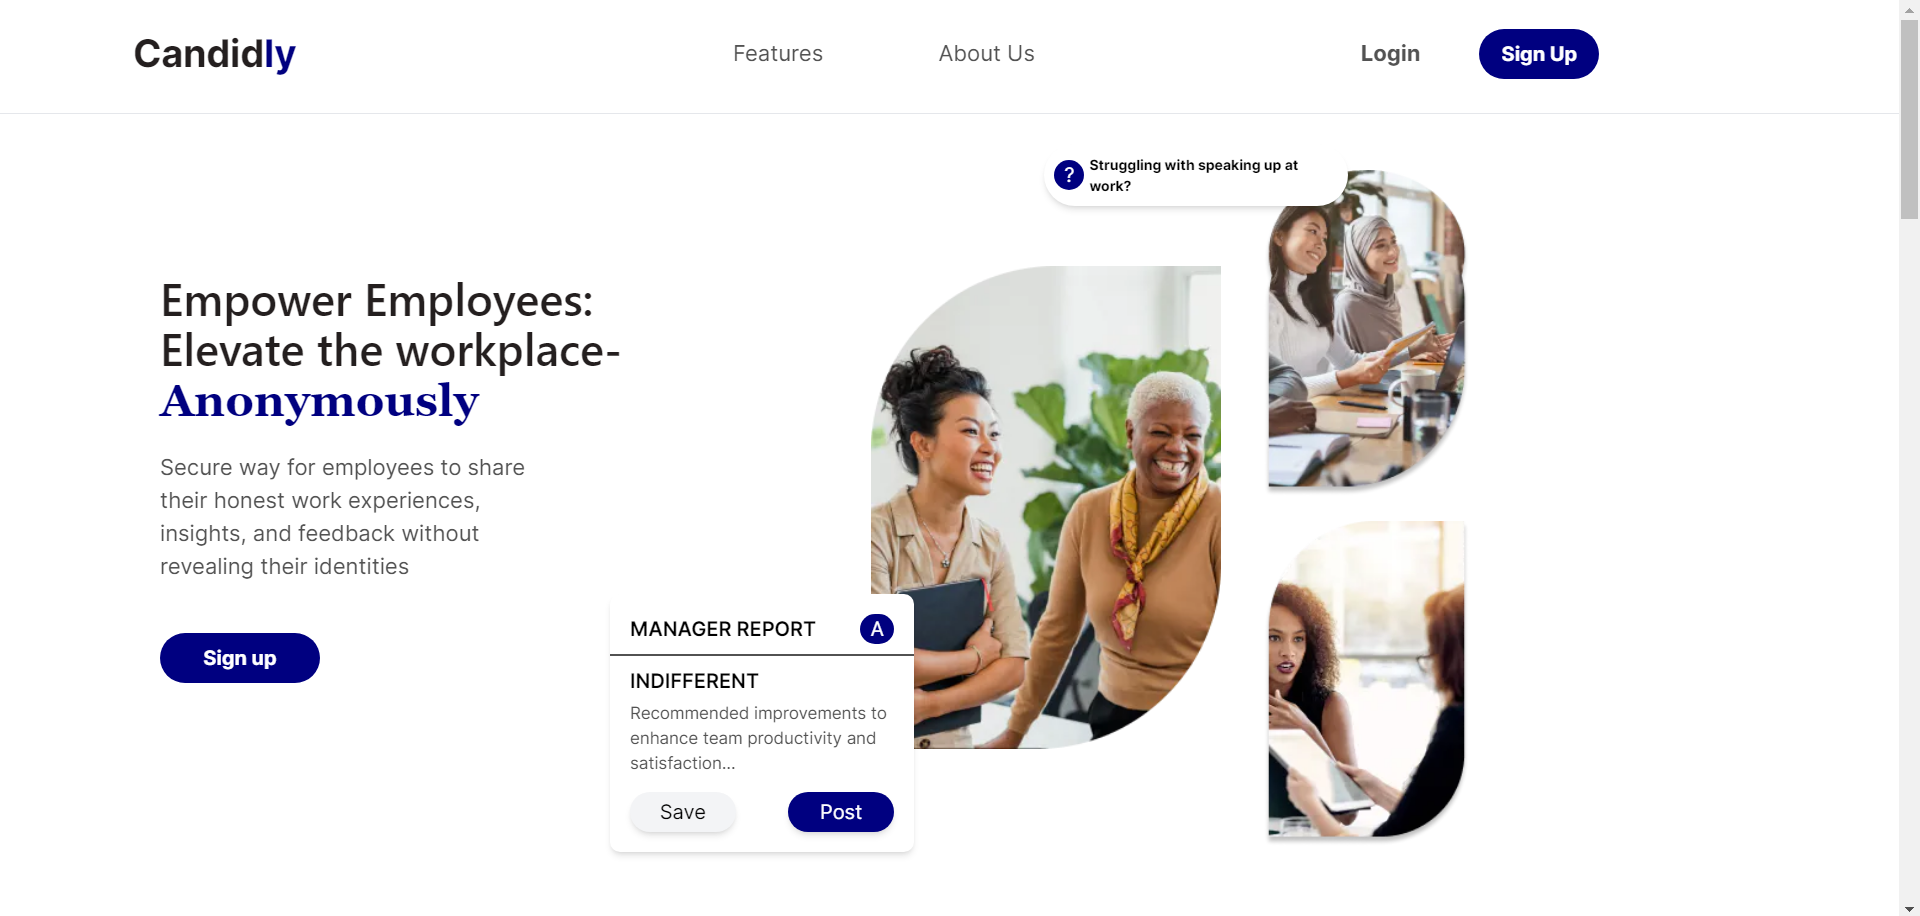 Candidly
Features
About Us
Login
Sign Up
? Struggling with speaking up at
work?
Empower Employees:
Elevate the workplace-
Anonymously
Secure way for employees to share
their honest work experiences,
insights, and feedback without
revealing their identities
Sign up
MANAGER REPORT A
INDIFFERENT
Recommended improvements to
enhance team productivity and
satisfaction...
Save
Post